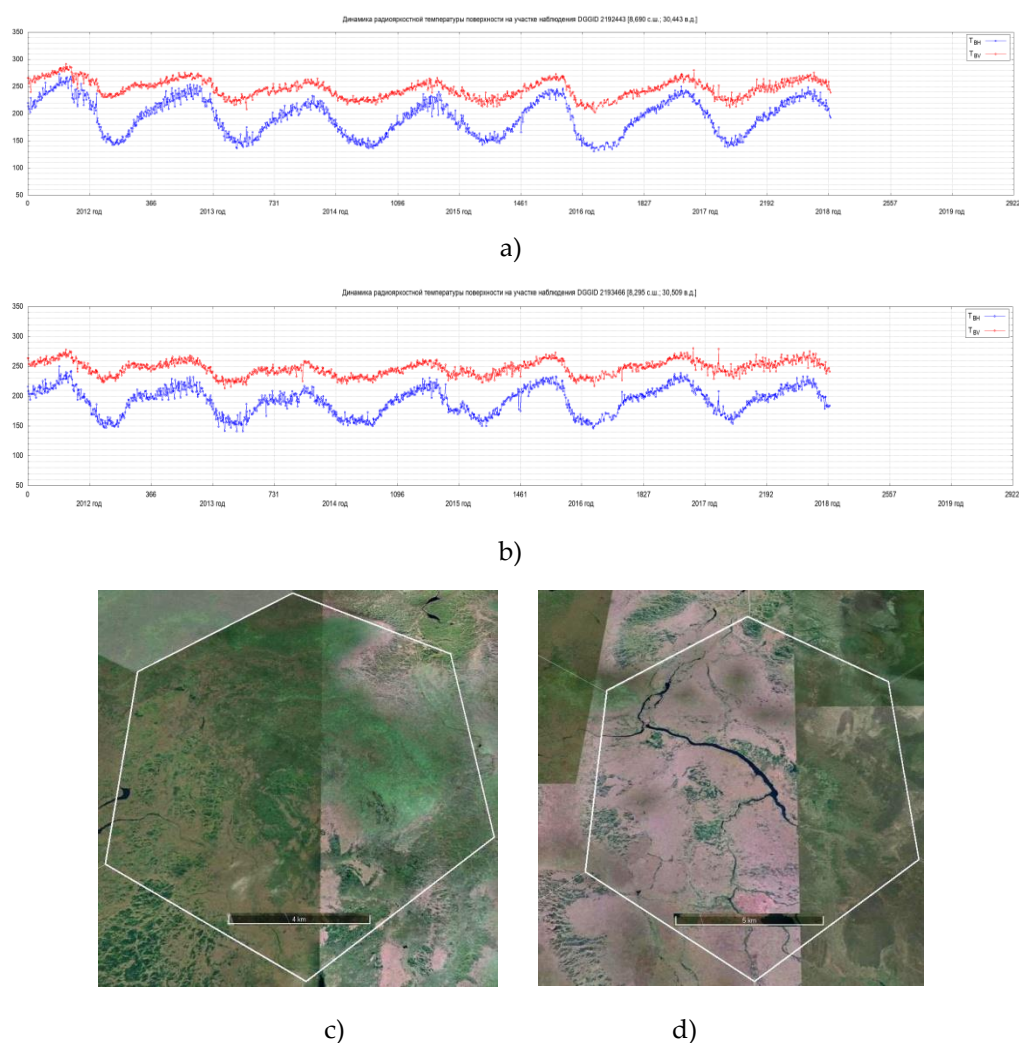 Динамика радиояркостной температуры поверхности на участке наблюдения DGGID 2192443 [8,690 с.ш.; 30,443 в.д.]
350
300
250
200
150
100
50
T BH
T BV
0 366 731 1096 1461 1827 2192 2557 2922
2012 год 2013 год 2014 год 2015 год 2016 год 2017 год 2018 год 2019 год
a)
Динамика радиояркостной температуры поверхности на участке наблюдения DGGID 2193466 [8,295 с.ш.; 30,509 в.д.]
350
300
250
200
150
100
50
T BH
T BV
0 366 731 1096 1461 1827 2192 2557 2922
2012 год 2013 год 2014 год 2015 год 2016 год 2017 год 2018 год 2019 год
b)
4 km
5 km
c)
d)